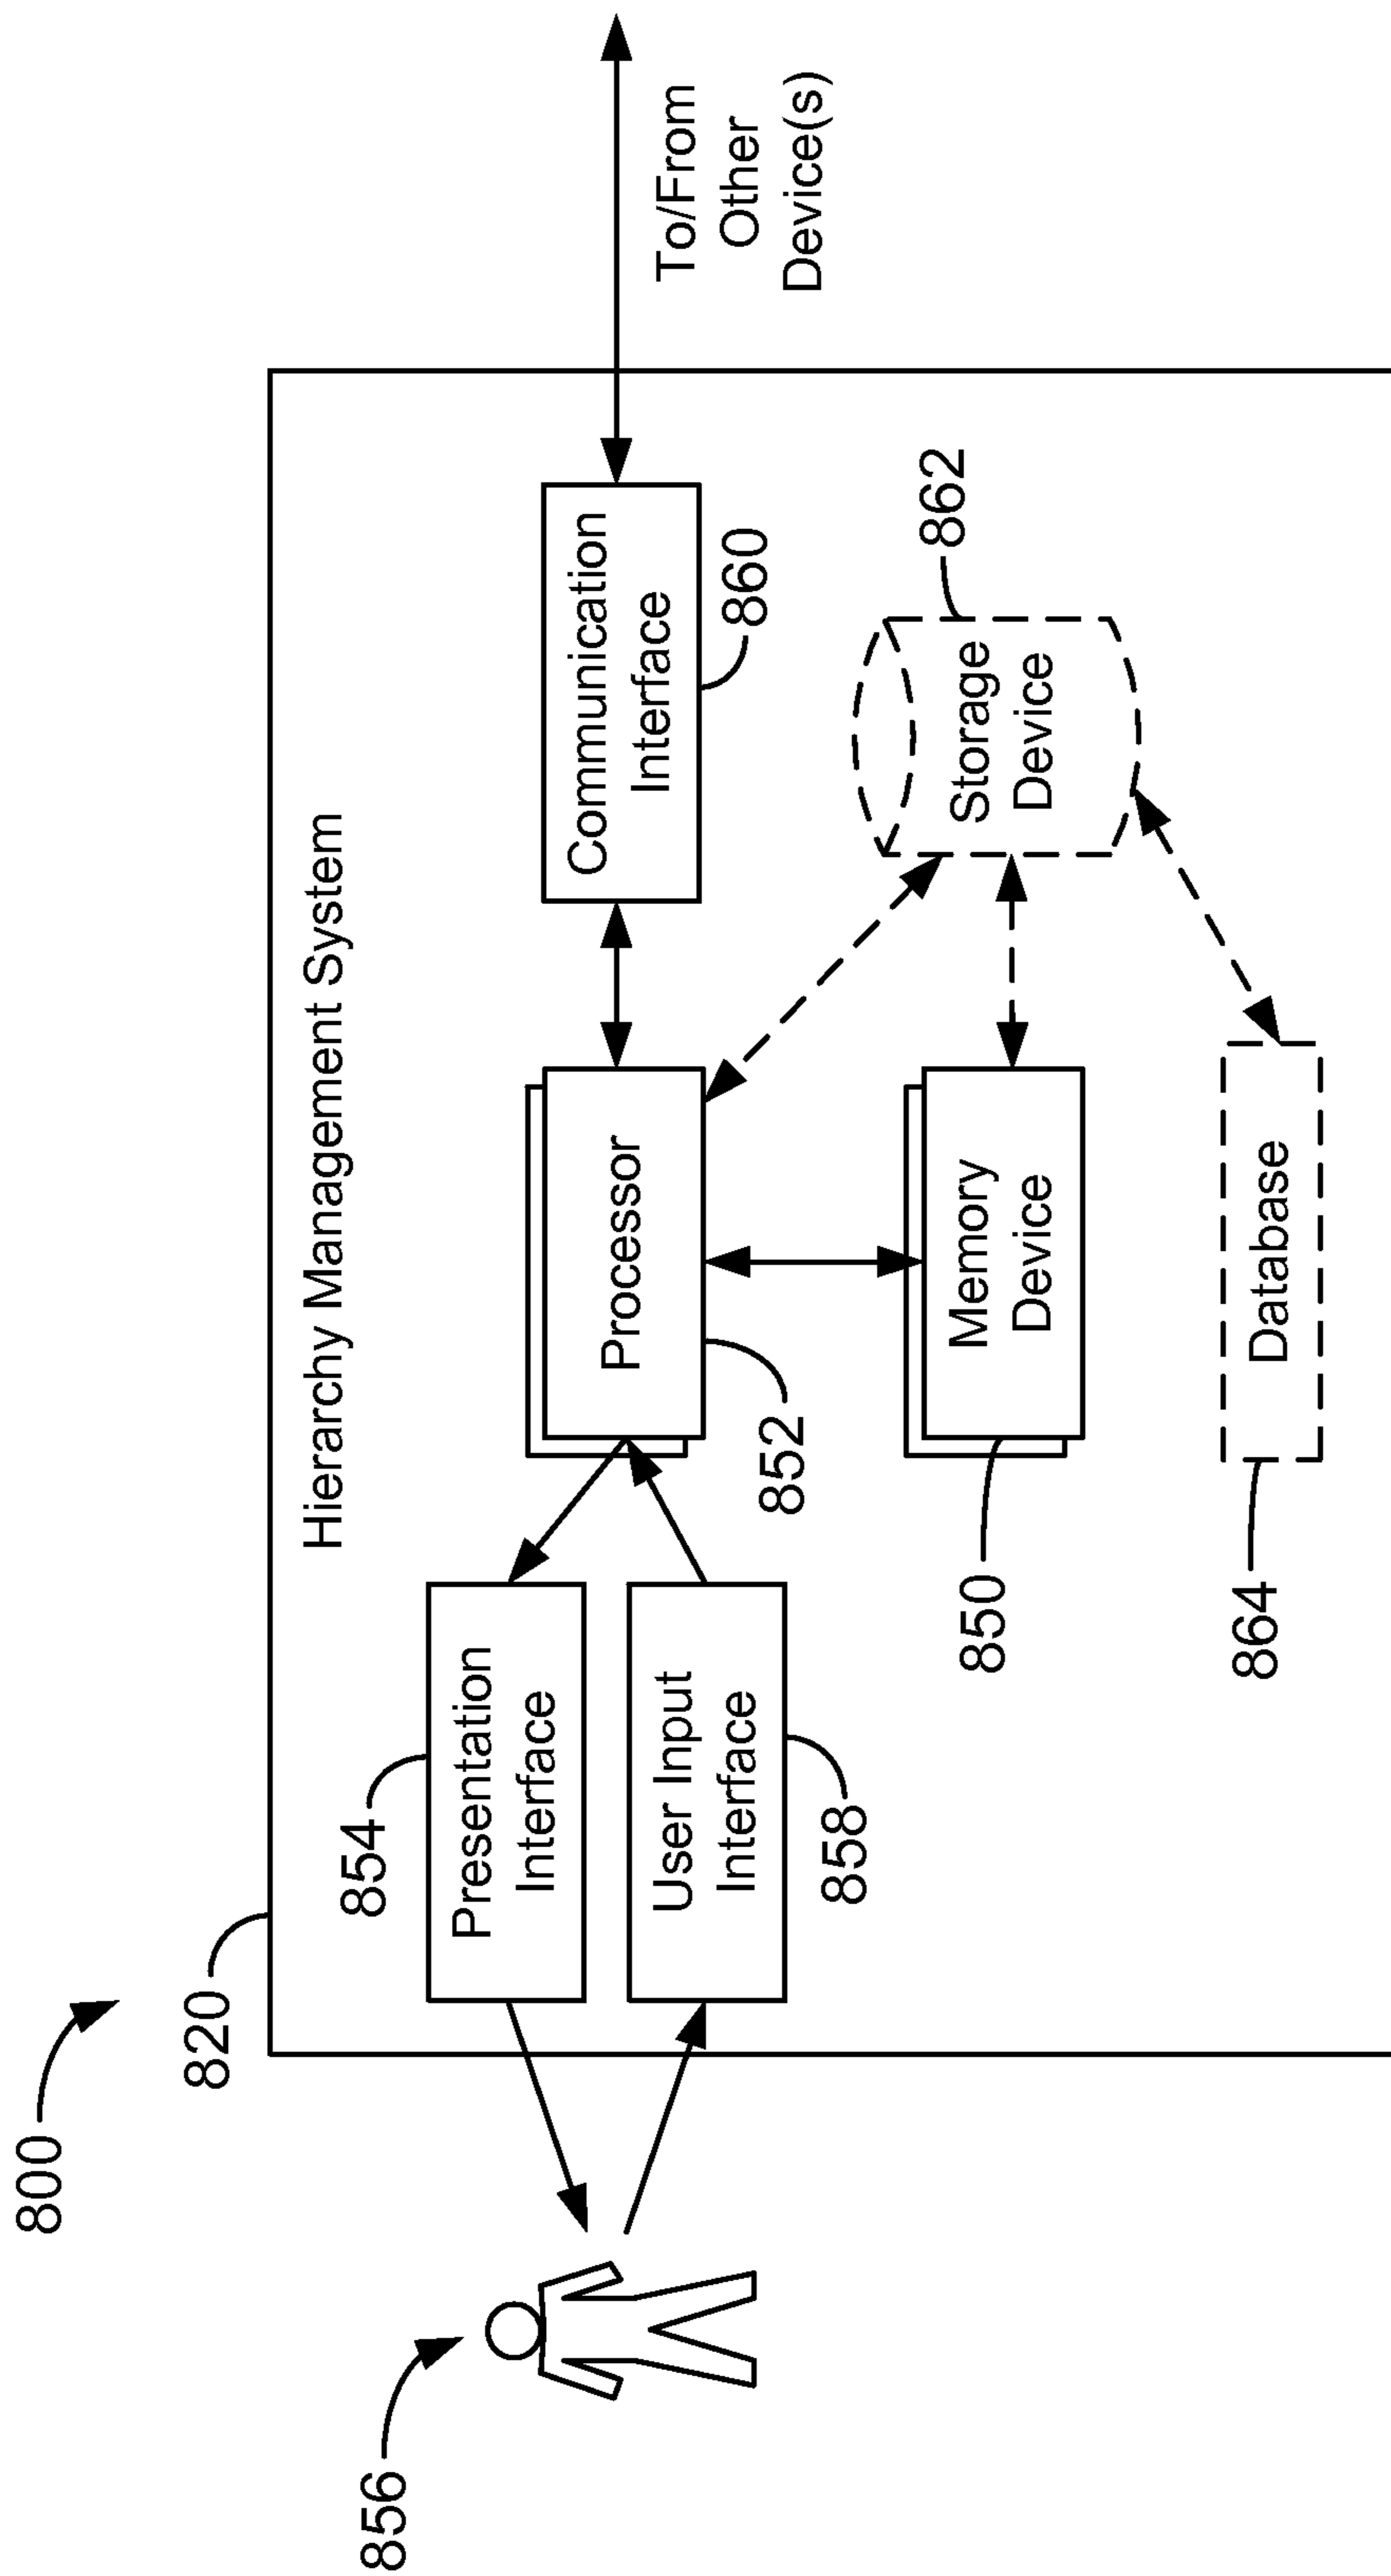 800
820
Hierarchy Management System
856
854
Presentation
Interface
User Input
Interface
858
Processor
852
Communication
Interface
860
To/From
Other
Device(s)
Memory
Device
850
Storage
Device
862
Database
864